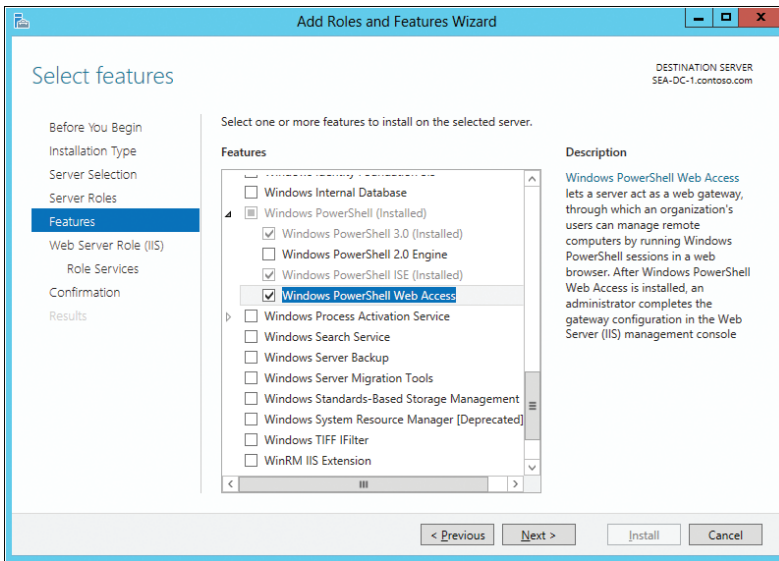 Add Roles and Features Wizard
Select features
DESTINATION SERVER
SEA-DC-1.contoso.com
Before You Begin
Installation Type
Server Selection
Server Roles
Features
Web Server Role (IIS)
Role Services
Confirmation
Results
Select one or more features to install on the selected server.
Features
Windows Internal Database
Windows PowerShell (Installed)
Windows PowerShell 3.0 (Installed)
Windows PowerShell 2.0 Engine
Windows PowerShell ISE (Installed)
Windows PowerShell Web Access
Windows Process Activation Service
Windows Search Service
Windows Server Backup
Windows Server Migration Tools
Windows Standards-Based Storage Management
Windows System Resource Manager [Deprecated]
Windows TIFF IFilter
WinRM IIS Extension
Description
Windows PowerShell Web Access
lets a server act as a web gateway,
through which an organization's
users can manage remote
computers by running Windows
PowerShell sessions in a web
browser. After Windows PowerShell
Web Access is installed, an
administrator completes the
gateway configuration in the Web
Server (IIS) management console
< Previous
Next >
Install
Cancel